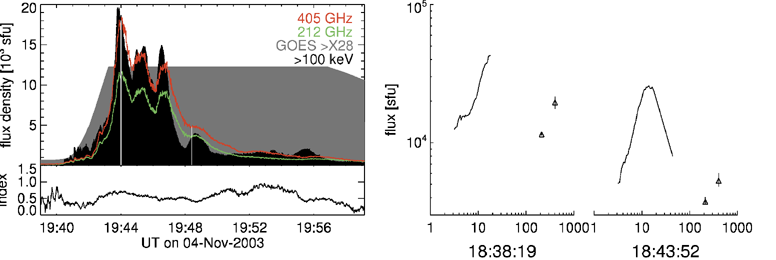 20
15
10
5
flux density [10³ sfu]
405 GHz
212 GHz
GOES >X28
>100 keV
1.5
1.0
0.5
0.0
index
19:40 19:44 19:48 19:52 19:56
UT on 04-Nov-2003
10⁵
10⁴
flux [sfu]
1 10 100 1000
1 10 100 1000
18:38:19 18:43:52